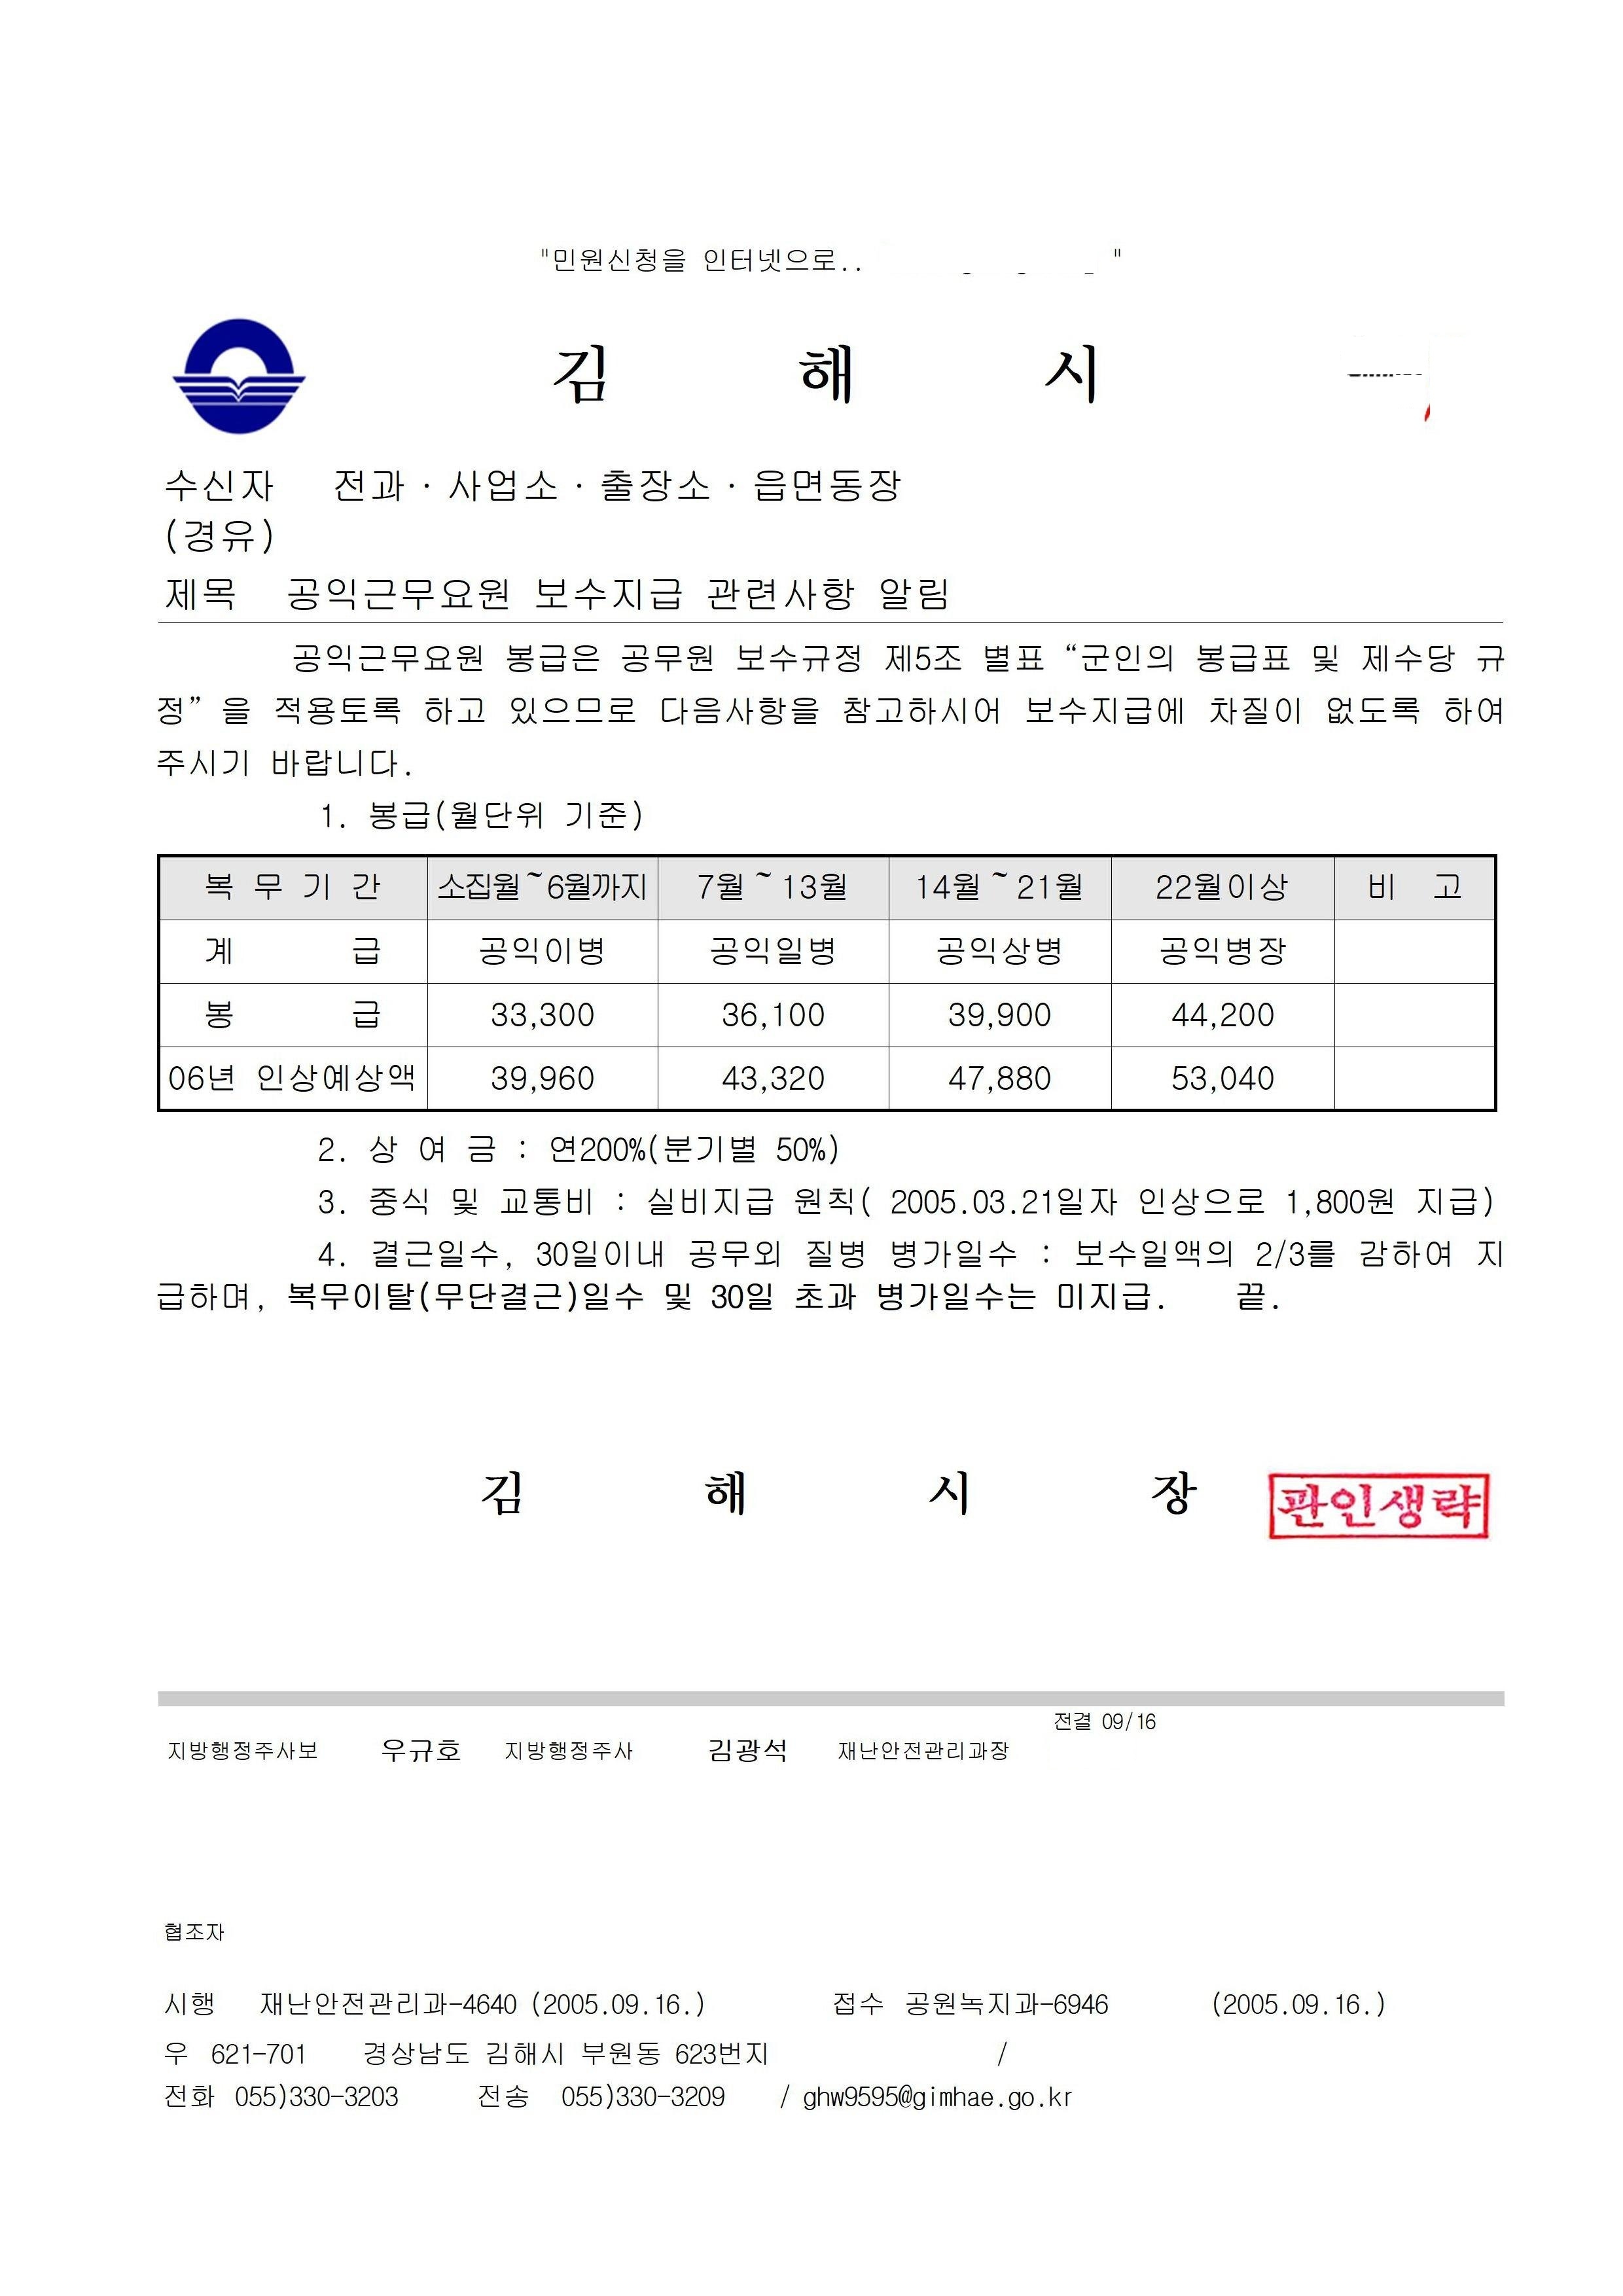 "민원신청을 인터넷으로.. "
김 해 시
수신자 전과·사업소·출장소·읍면동장
(경유)
제목 공익근무요원 보수지급 관련사항 알림
공익근무요원 봉급은 공무원 보수규정 제5조 별표 “군인의 봉급표 및 제수당 규
정” 을 적용토록 하고 있으므로 다음사항을 참고하시어 보수지급에 차질이 없도록 하여
주시기 바랍니다.
1. 봉급(월단위 기준)
복 무 기 간 소집월~6월까지 7월~13월 14월~21월 22월이상 비 고
계 급 공익이병 공익일병 공익상병 공익병장
봉 급 33,300 36,100 39,900 44,200
06년 인상예상액 39,960 43,320 47,880 53,040
2. 상 여 금 : 연200%(분기별 50%)
3. 중식 및 교통비 : 실비지급 원칙( 2005.03.21일자 인상으로 1,800원 지급)
4. 결근일수, 30일이내 공무외 질병 병가일수 : 보수일액의 2/3를 감하여 지
급하며, 복무이탈(무단결근)일수 및 30일 초과 병가일수는 미지급. 끝.
김 해 시 장 관인생략
전결 09/16
지방행정주사보 우규호 지방행정주사 김광석 재난안전관리과장
협조자
시행 재난안전관리과-4640 (2005.09.16.) 접수 공원녹지과-6946 (2005.09.16.)
우 621-701 경상남도 김해시 부원동 623번지 /
전화 055)330-3203 전송 055)330-3209 / ghw9595@gimhae.go.kr